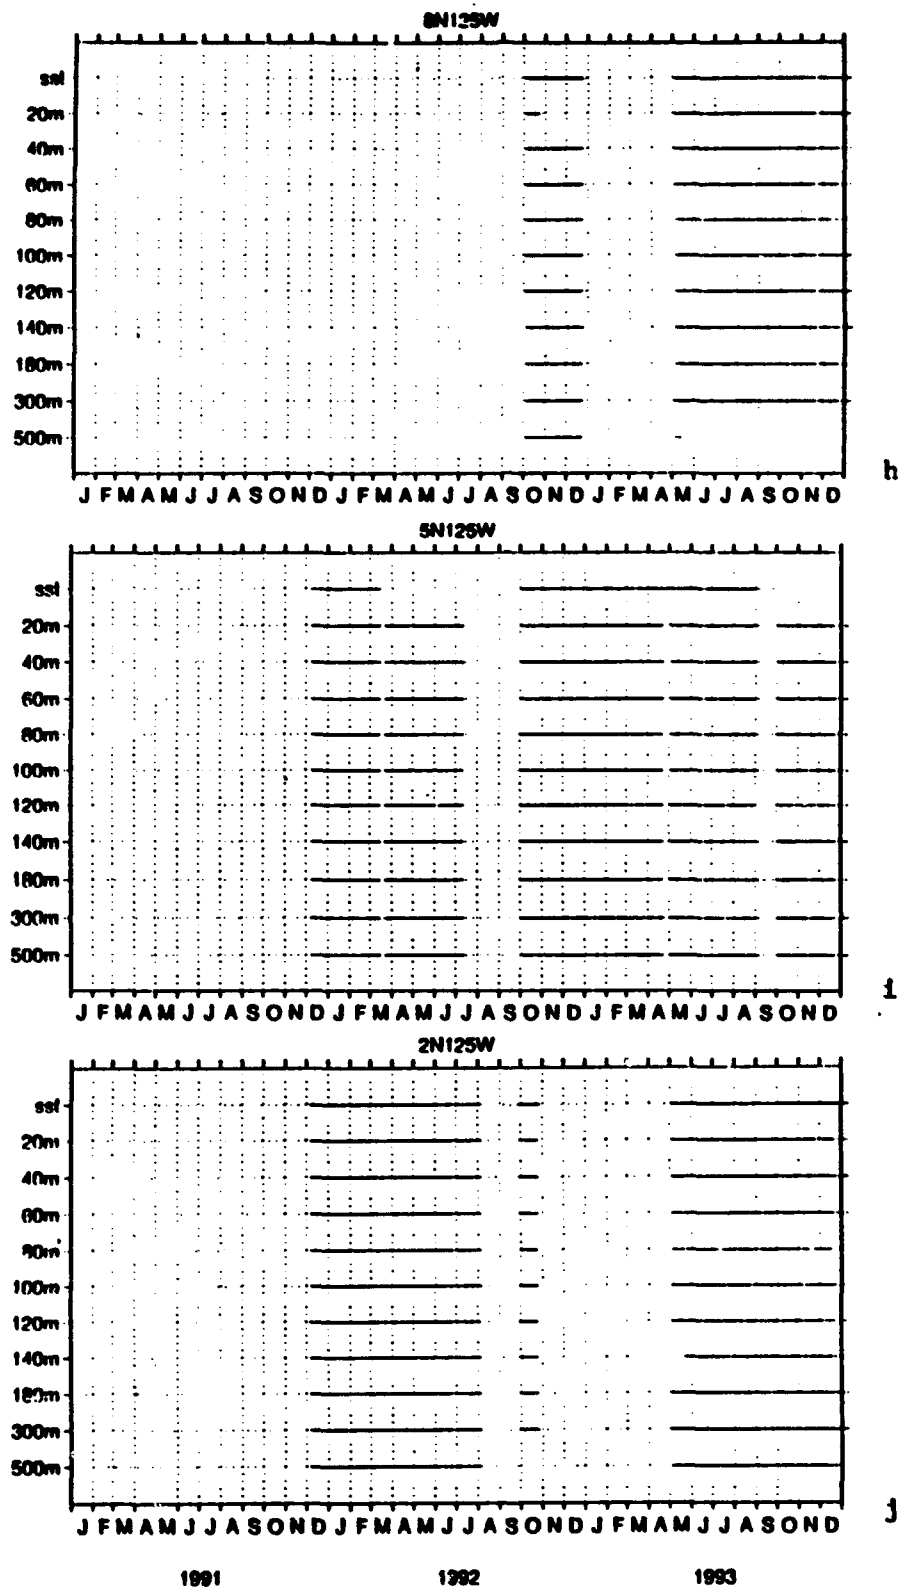 8N125W
sst
20m
40m
60m
80m
100m
120m
140m
180m
300m
500m
J F M A M J J A S O N D J F M A M J J A S O N D J F M A M J J A S O N D
h
5N125W
sst
20m
40m
60m
80m
100m
120m
140m
180m
300m
500m
J F M A M J J A S O N D J F M A M J J A S O N D J F M A M J J A S O N D
i
2N125W
sst
20m
40m
60m
80m
100m
120m
140m
180m
300m
500m
J F M A M J J A S O N D J F M A M J J A S O N D J F M A M J J A S O N D
j
1991 1992 1993